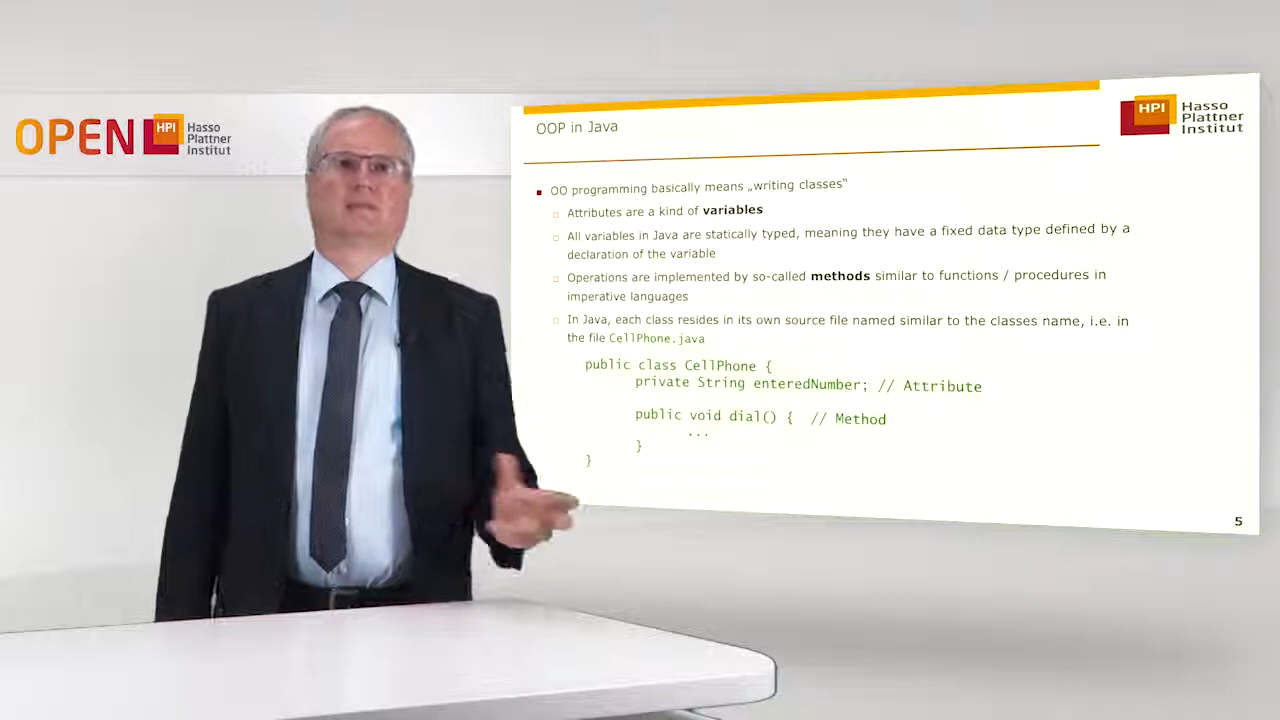 OPEN HPI Hasso
Plattner
Institut
OOP in Java
HPI Hasso
Plattner
Institut
■ OO programming basically means „writing classes“
□ Attributes are a kind of variables
□ All variables in Java are statically typed, meaning they have a fixed data type defined by a
declaration of the variable
□ Operations are implemented by so-called methods similar to functions / procedures in
imperative languages
□ In Java, each class resides in its own source file named similar to the classes name, i.e. in
the file CellPhone.java
public class CellPhone {
private String enteredNumber; // Attribute
public void dial() { // Method
...
}
}
5